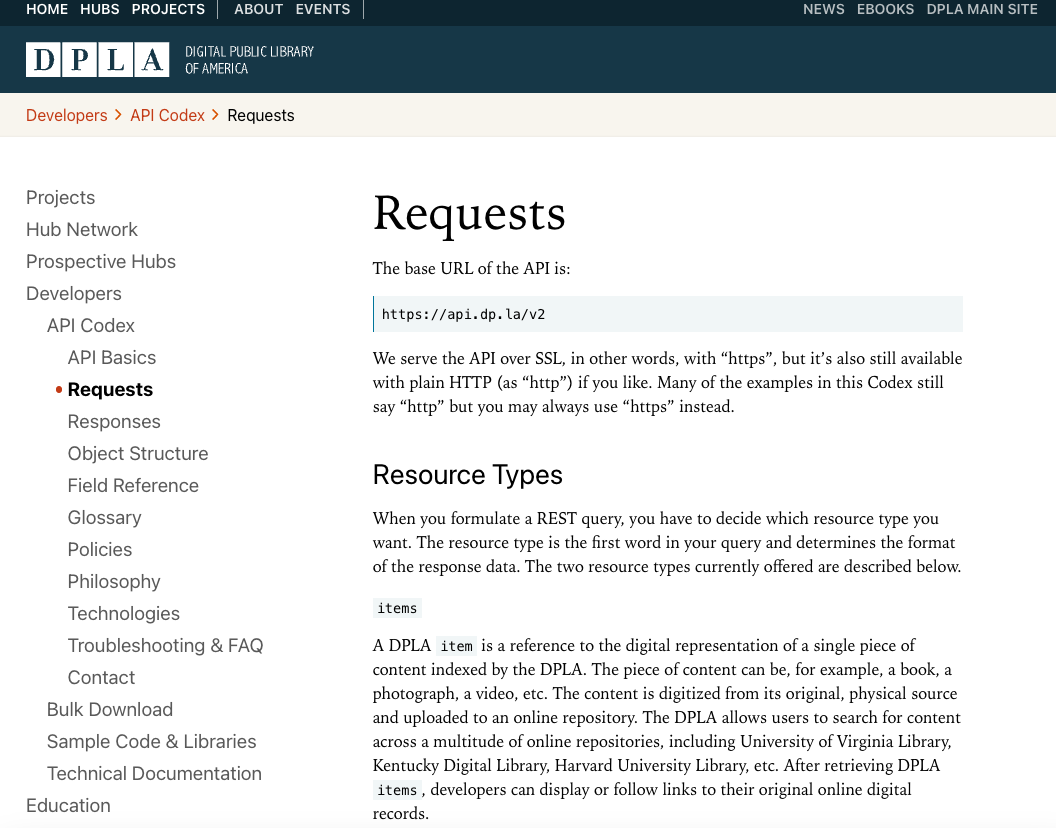 HOME HUBS PROJECTS ABOUT EVENTS NEWS EBOOKS DPLA MAIN SITE
DPLA DIGITAL PUBLIC LIBRARY
OF AMERICA
Developers > API Codex > Requests
Projects
Hub Network
Prospective Hubs
Developers
API Codex
API Basics
• Requests
Responses
Object Structure
Field Reference
Glossary
Policies
Philosophy
Technologies
Troubleshooting & FAQ
Contact
Bulk Download
Sample Code & Libraries
Technical Documentation
Education
Requests
The base URL of the API is:
https://api.dp.la/v2
We serve the API over SSL, in other words, with “https”, but it’s also still available
with plain HTTP (as “http”) if you like. Many of the examples in this Codex still
say “http” but you may always use “https” instead.
Resource Types
When you formulate a REST query, you have to decide which resource type you
want. The resource type is the first word in your query and determines the format
of the response data. The two resource types currently offered are described below.
items
A DPLA item is a reference to the digital representation of a single piece of
content indexed by the DPLA. The piece of content can be, for example, a book, a
photograph, a video, etc. The content is digitized from its original, physical source
and uploaded to an online repository. The DPLA allows users to search for content
across a multitude of online repositories, including University of Virginia Library,
Kentucky Digital Library, Harvard University Library, etc. After retrieving DPLA
items, developers can display or follow links to their original online digital
records.